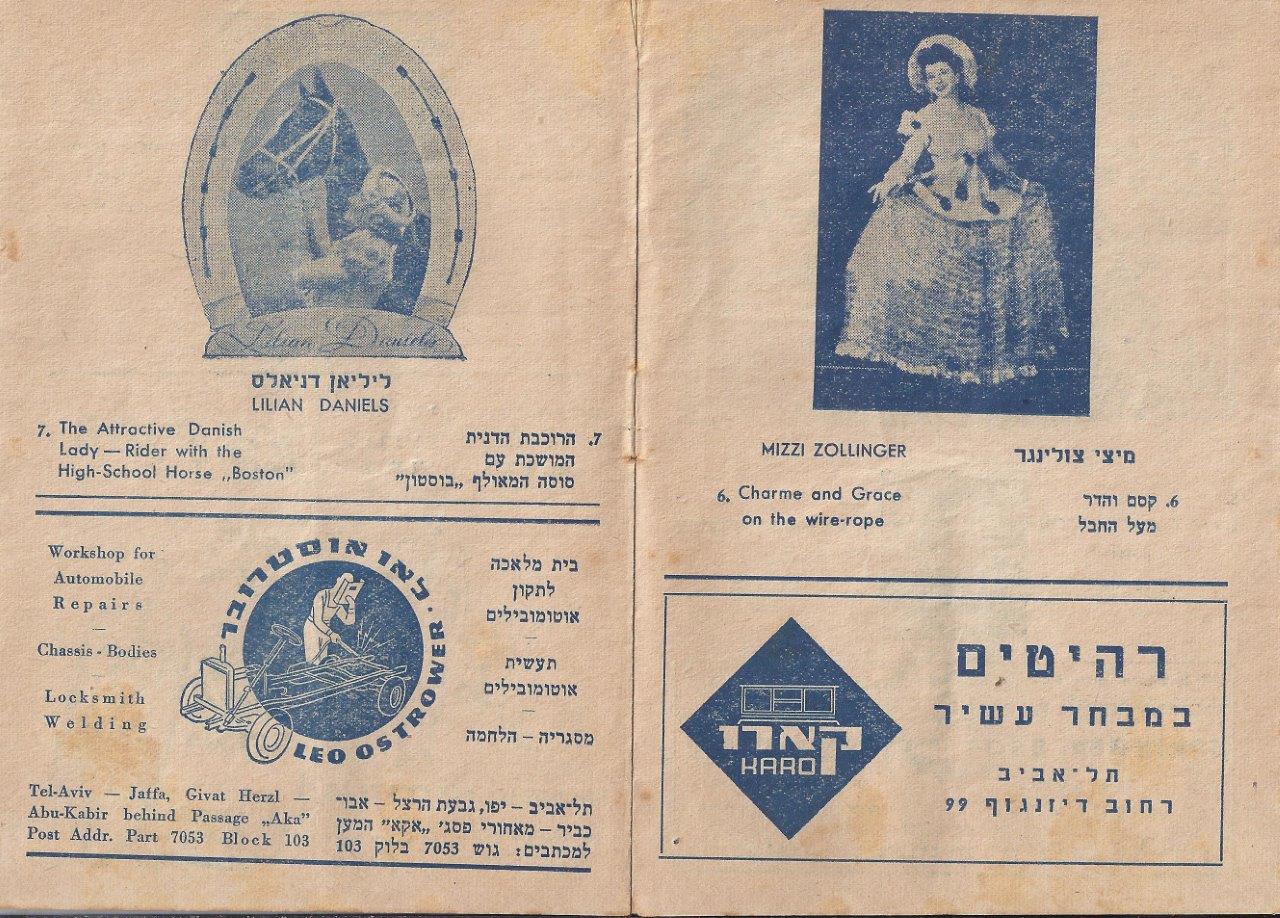 Lilian Daniels
ליליאן דניאלס
LILIAN DANIELS
7. The Attractive Danish
Lady — Rider with the
High-School Horse „Boston"
7. הרוכבת הדנית
המושכת עם
סוסה המאולף „בוסטון"
Workshop for
Automobile
Repairs
—
Chassis - Bodies
—
Locksmith
Welding
לאו אוסטרובר
LEO OSTROWER
בית מלאכה
לתקון
אוטומובילים
—
תעשית
אוטומובילים
—
מסגריה – הלחמה
Tel-Aviv — Jaffa, Givat Herzl —
Abu-Kabir behind Passage „Aka"
Post Addr. Part 7053 Block 103
תל-אביב – יפו, גבעת הרצל – אבו-
כביר – מאחורי פסג׳ „אקא" המען
למכתבים: גוש 7053 בלוק 103
MIZZI ZOLLINGER
מיצי צולינגר
6. Charme and Grace
on the wire-rope
6. קסם והדר
מעל החבל
קארו
KARO
רהיטים
במבחר עשיר
תל-אביב
רחוב דיזנגוף 99